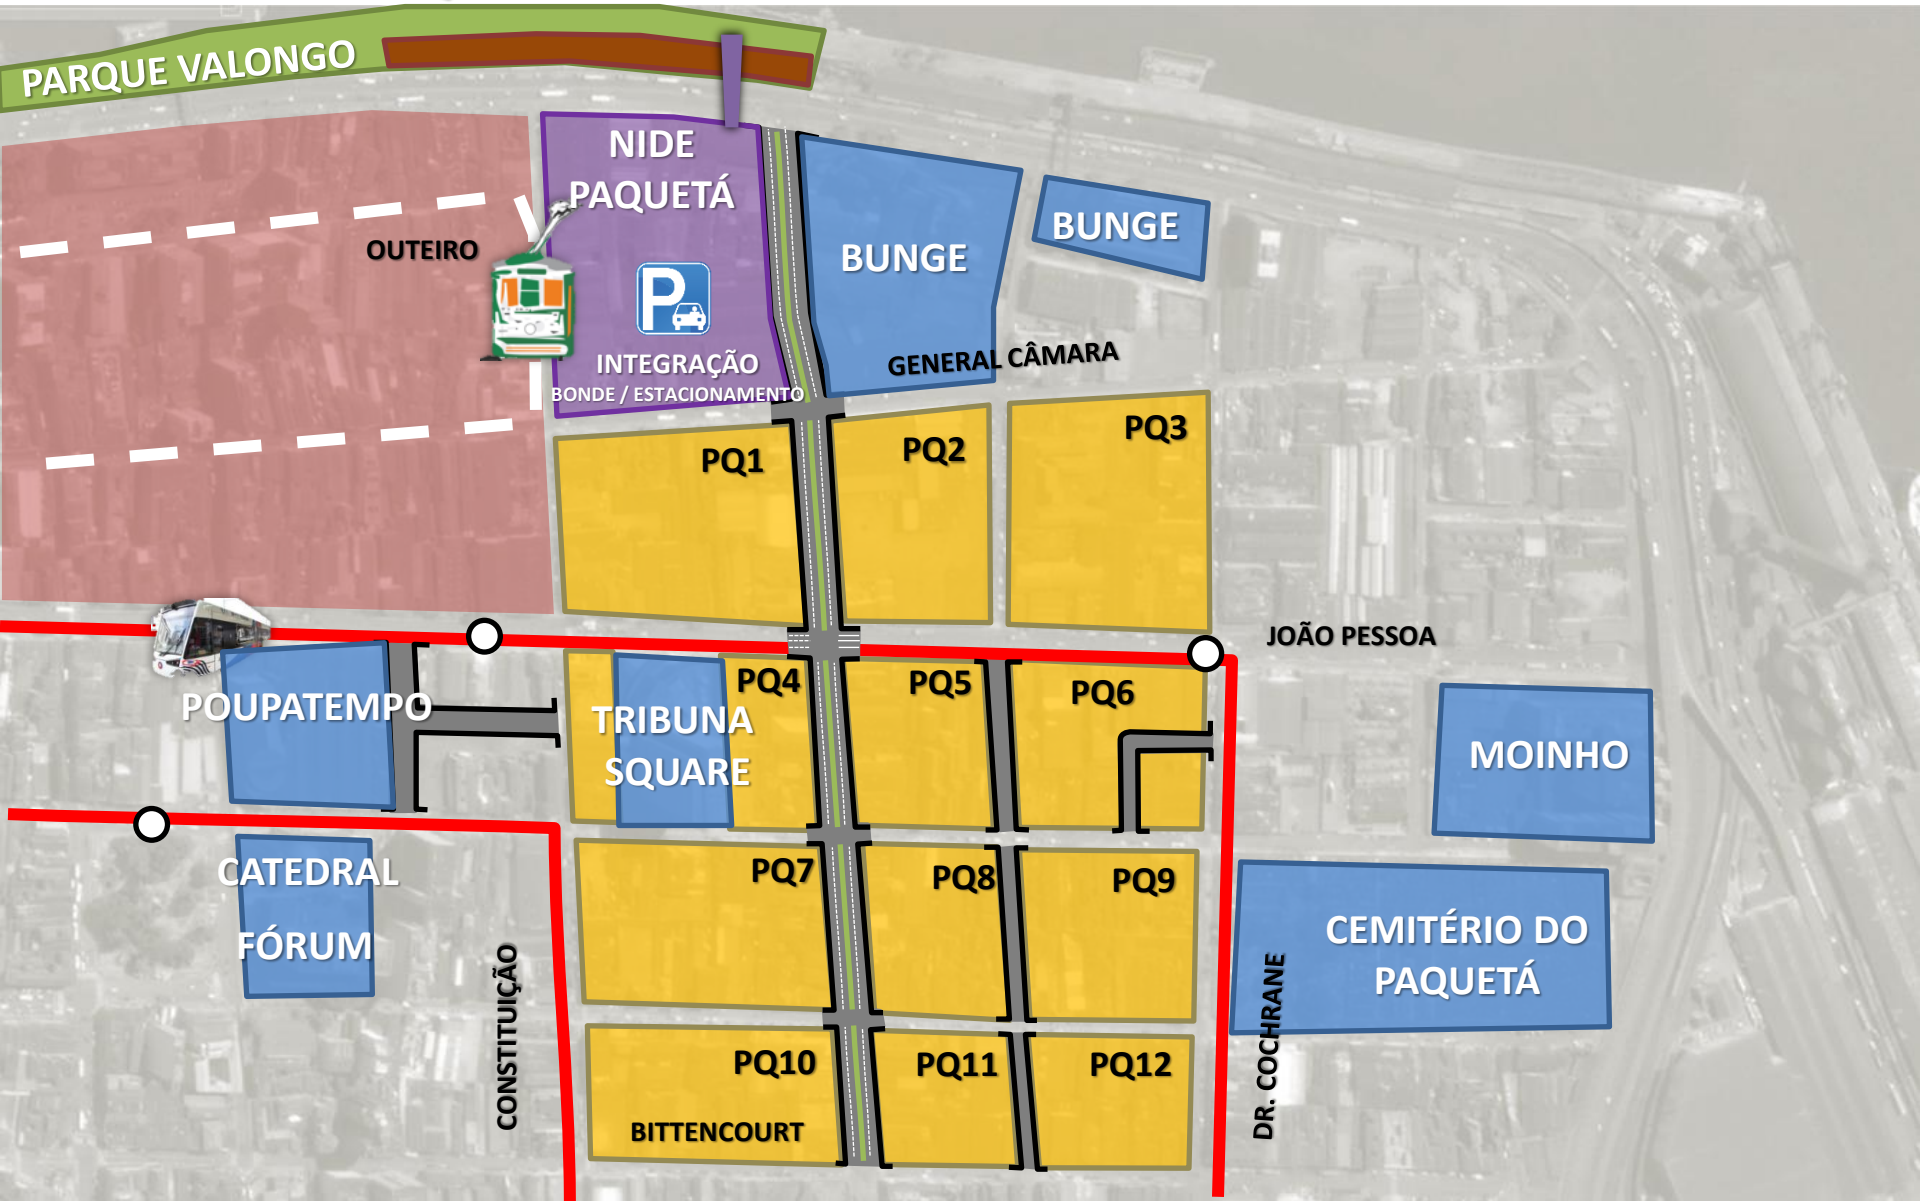 PARQUE VALONGO
NIDE
PAQUETÁ
OUTEIRO
P
INTEGRAÇÃO
BONDE / ESTACIONAMENTO
BUNGE
BUNGE
GENERAL CÂMARA
PQ1
PQ2
PQ3
JOÃO PESSOA
POUPATEMPO
TRIBUNA
SQUARE
PQ4
PQ5
PQ6
MOINHO
CATEDRAL
FÓRUM
PQ7
PQ8
PQ9
CEMITÉRIO DO
PAQUETÁ
CONSTITUIÇÃO
DR. COCHRANE
PQ10
PQ11
PQ12
BITTENCOURT